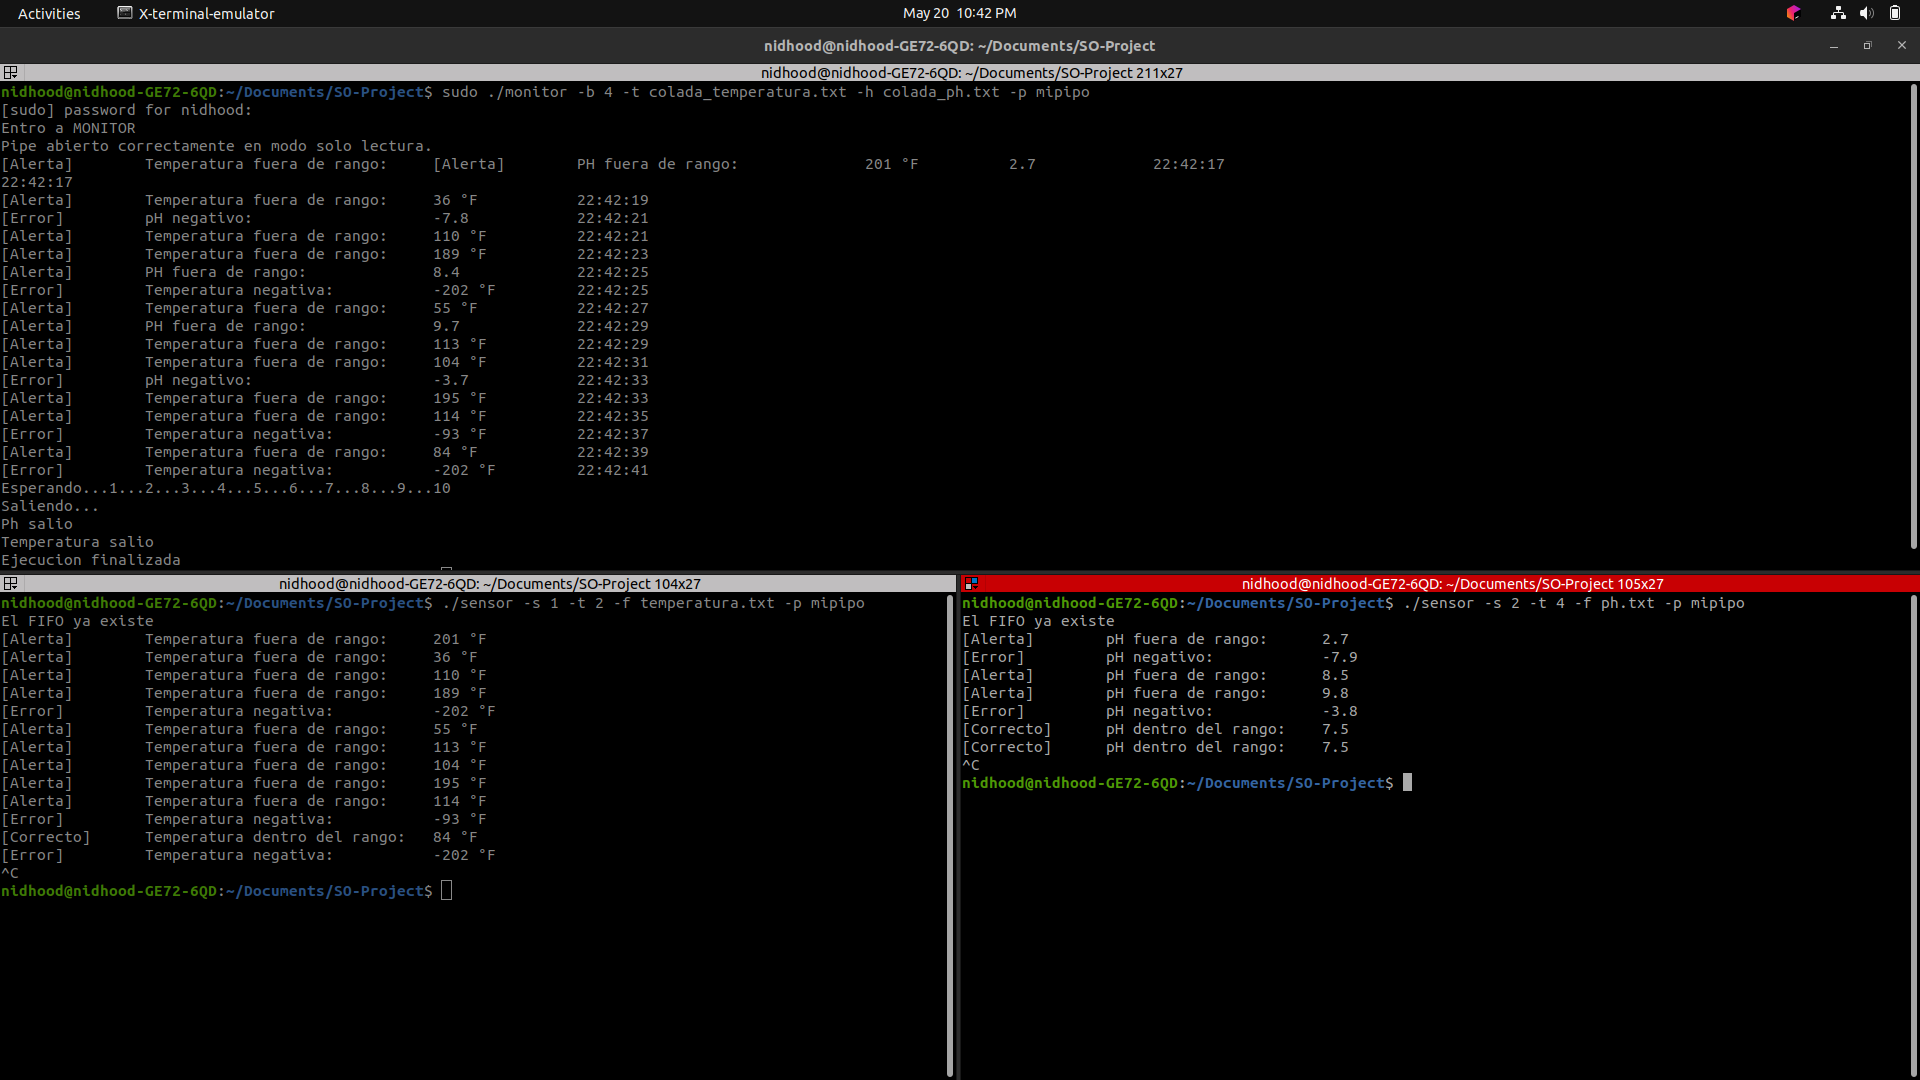 Activities X-terminal-emulator May 20 10:42 PM
nidhood@nidhood-GE72-6QD: ~/Documents/SO-Project
nidhood@nidhood-GE72-6QD: ~/Documents/SO-Project 211x27
nidhood@nidhood-GE72-6QD:~/Documents/SO-Project$ sudo ./monitor -b 4 -t colada_temperatura.txt -h colada_ph.txt -p mipipo
[sudo] password for nidhood:
Entro a MONITOR
Pipe abierto correctamente en modo solo lectura.
[Alerta] Temperatura fuera de rango: [Alerta] PH fuera de rango: 201 °F 2.7 22:42:17
22:42:17
[Alerta] Temperatura fuera de rango: 36 °F 22:42:19
[Error] pH negativo: -7.8 22:42:21
[Alerta] Temperatura fuera de rango: 110 °F 22:42:21
[Alerta] Temperatura fuera de rango: 189 °F 22:42:23
[Alerta] PH fuera de rango: 8.4 22:42:25
[Error] Temperatura negativa: -202 °F 22:42:25
[Alerta] Temperatura fuera de rango: 55 °F 22:42:27
[Alerta] PH fuera de rango: 9.7 22:42:29
[Alerta] Temperatura fuera de rango: 113 °F 22:42:29
[Alerta] Temperatura fuera de rango: 104 °F 22:42:31
[Error] pH negativo: -3.7 22:42:33
[Alerta] Temperatura fuera de rango: 195 °F 22:42:33
[Alerta] Temperatura fuera de rango: 114 °F 22:42:35
[Error] Temperatura negativa: -93 °F 22:42:37
[Alerta] Temperatura fuera de rango: 84 °F 22:42:39
[Error] Temperatura negativa: -202 °F 22:42:41
Esperando...1...2...3...4...5...6...7...8...9...10
Saliendo...
Ph salio
Temperatura salio
Ejecucion finalizada
nidhood@nidhood-GE72-6QD: ~/Documents/SO-Project 104x27
nidhood@nidhood-GE72-6QD:~/Documents/SO-Project$ ./sensor -s 1 -t 2 -f temperatura.txt -p mipipo
El FIFO ya existe
[Alerta] Temperatura fuera de rango: 201 °F
[Alerta] Temperatura fuera de rango: 36 °F
[Alerta] Temperatura fuera de rango: 110 °F
[Alerta] Temperatura fuera de rango: 189 °F
[Error] Temperatura negativa: -202 °F
[Alerta] Temperatura fuera de rango: 55 °F
[Alerta] Temperatura fuera de rango: 113 °F
[Alerta] Temperatura fuera de rango: 104 °F
[Alerta] Temperatura fuera de rango: 195 °F
[Alerta] Temperatura fuera de rango: 114 °F
[Error] Temperatura negativa: -93 °F
[Correcto] Temperatura dentro del rango: 84 °F
[Error] Temperatura negativa: -202 °F
^C
nidhood@nidhood-GE72-6QD:~/Documents/SO-Project$
nidhood@nidhood-GE72-6QD: ~/Documents/SO-Project 105x27
nidhood@nidhood-GE72-6QD:~/Documents/SO-Project$ ./sensor -s 2 -t 4 -f ph.txt -p mipipo
El FIFO ya existe
[Alerta] pH fuera de rango: 2.7
[Error] pH negativo: -7.9
[Alerta] pH fuera de rango: 8.5
[Alerta] pH fuera de rango: 9.8
[Error] pH negativo: -3.8
[Correcto] pH dentro del rango: 7.5
[Correcto] pH dentro del rango: 7.5
^C
nidhood@nidhood-GE72-6QD:~/Documents/SO-Project$